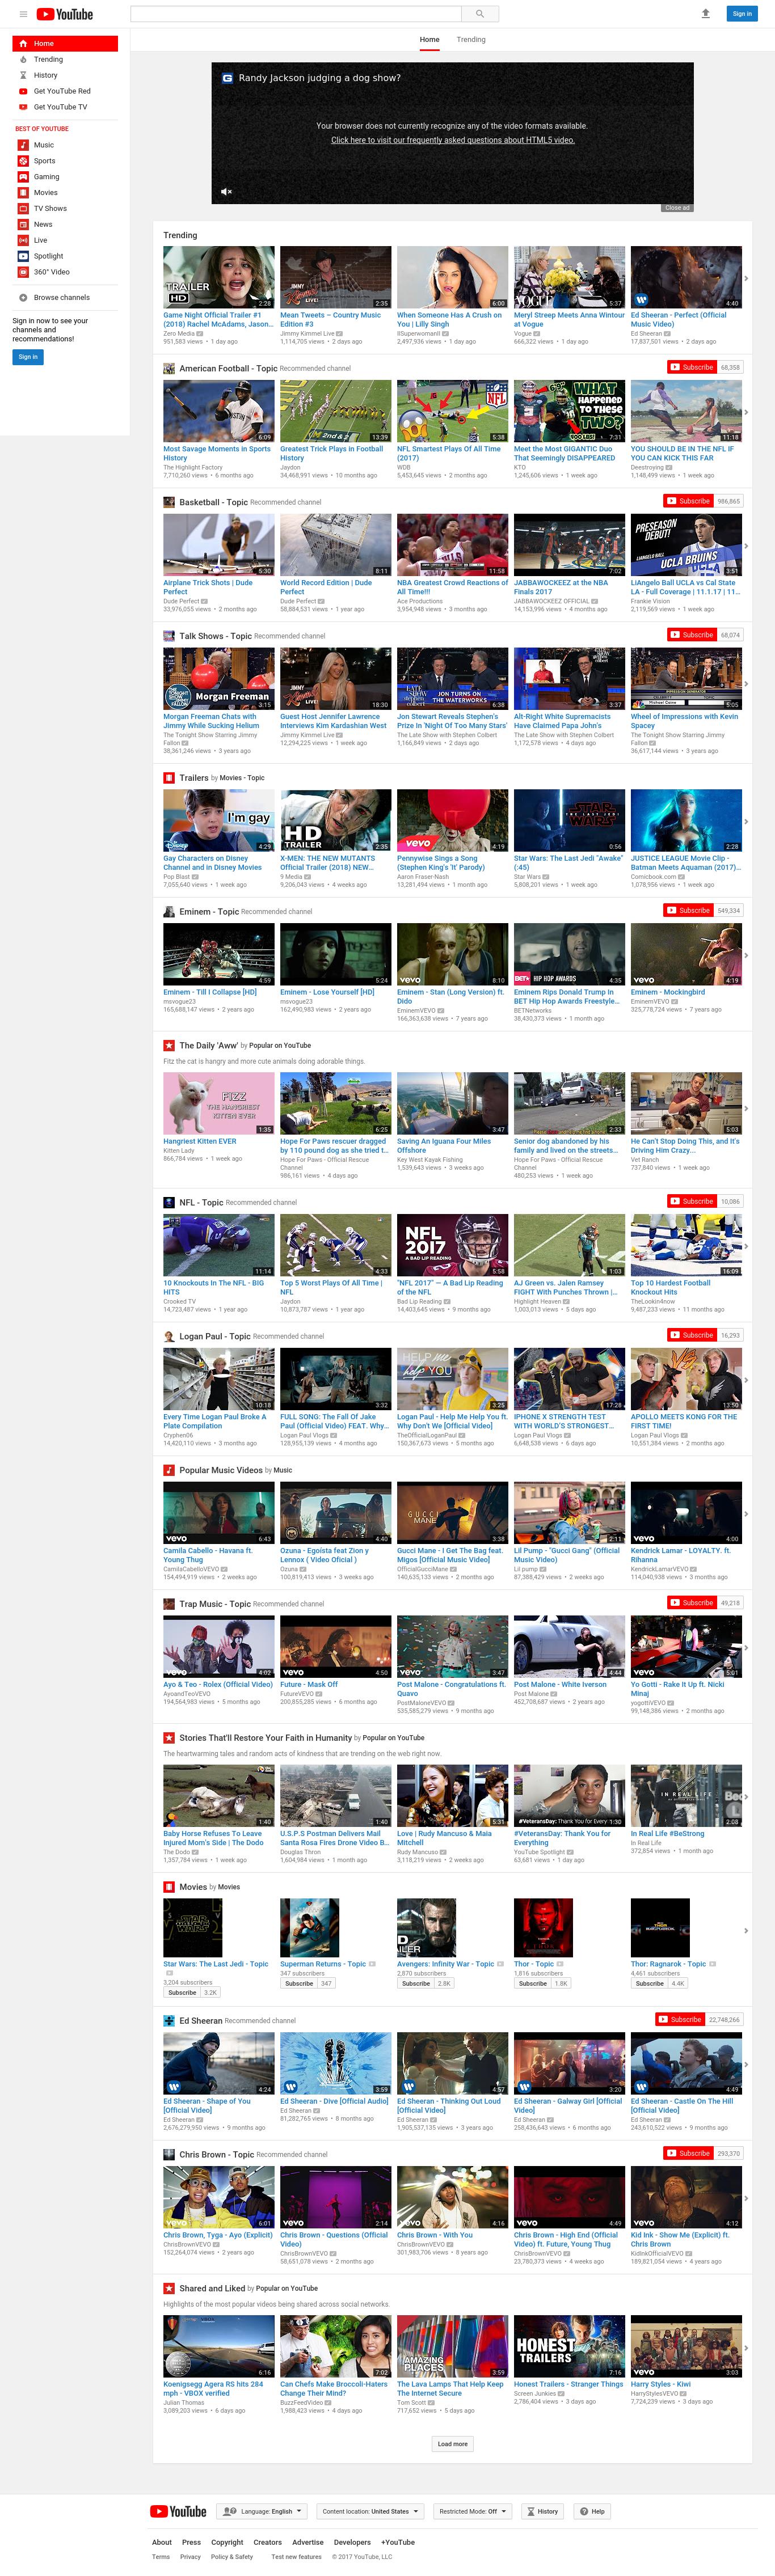 YouTube
Sign in
Home
Trending
Home
Trending
History
Get YouTube Red
Get YouTube TV
BEST OF YOUTUBE
Music
Sports
Gaming
Movies
TV Shows
News
Live
Spotlight
360° Video
Browse channels
Sign in now to see your
channels and
recommendations!
Sign in
Randy Jackson judging a dog show?
Your browser does not currently recognize any of the video formats available.
Click here to visit our frequently asked questions about HTML5 video.
Close ad
Trending
Game Night Official Trailer #1
(2018) Rachel McAdams, Jason...
Zero Media
951,583 views • 1 day ago
Mean Tweets – Country Music
Edition #3
Jimmy Kimmel Live
1,114,705 views • 2 days ago
When Someone Has A Crush on
You | Lilly Singh
IISuperwomanII
2,497,936 views • 1 day ago
Meryl Streep Meets Anna Wintour
at Vogue
Vogue
666,322 views • 1 day ago
Ed Sheeran - Perfect (Official
Music Video)
Ed Sheeran
17,837,501 views • 2 days ago
American Football - Topic Recommended channel
Subscribe 68,358
Most Savage Moments in Sports
History
The Highlight Factory
7,710,260 views • 6 months ago
Greatest Trick Plays in Football
History
Jaydon
34,468,991 views • 10 months ago
NFL Smartest Plays Of All Time
(2017)
WDB
5,453,645 views • 2 months ago
Meet the Most GIGANTIC Duo
That Seemingly DISAPPEARED
KTO
1,245,606 views • 1 week ago
YOU SHOULD BE IN THE NFL IF
YOU CAN KICK THIS FAR
Deestroying
1,148,499 views • 1 week ago
Basketball - Topic Recommended channel
Subscribe 986,865
Airplane Trick Shots | Dude
Perfect
Dude Perfect
33,976,055 views • 2 months ago
World Record Edition | Dude
Perfect
Dude Perfect
58,884,531 views • 1 year ago
NBA Greatest Crowd Reactions of
All Time!!!
Ace Productions
3,954,948 views • 3 months ago
JABBAWOCKEEZ at the NBA
Finals 2017
JABBAWOCKEEZ OFFICIAL
14,153,996 views • 4 months ago
LiAngelo Ball UCLA vs Cal State
LA - Full Coverage | 11.1.17 | 11...
Frankie Vision
2,119,569 views • 1 week ago
Talk Shows - Topic Recommended channel
Subscribe 68,074
Morgan Freeman Chats with
Jimmy While Sucking Helium
The Tonight Show Starring Jimmy
Fallon
38,361,246 views • 3 years ago
Guest Host Jennifer Lawrence
Interviews Kim Kardashian West
Jimmy Kimmel Live
12,294,225 views • 1 week ago
Jon Stewart Reveals Stephen's
Prize In 'Night Of Too Many Stars'
The Late Show with Stephen Colbert
1,166,849 views • 2 days ago
Alt-Right White Supremacists
Have Claimed Papa John's
The Late Show with Stephen Colbert
1,172,578 views • 4 days ago
Wheel of Impressions with Kevin
Spacey
The Tonight Show Starring Jimmy
Fallon
36,617,144 views • 3 years ago
Trailers by Movies - Topic
Gay Characters on Disney
Channel and in Disney Movies
Pop Blast
7,055,640 views • 1 week ago
X-MEN: THE NEW MUTANTS
Official Trailer (2018) NEW...
9 Media
9,206,043 views • 4 weeks ago
Pennywise Sings a Song
(Stephen King's 'It' Parody)
Aaron Fraser-Nash
13,281,494 views • 1 month ago
Star Wars: The Last Jedi "Awake"
(:45)
Star Wars
5,808,201 views • 1 week ago
JUSTICE LEAGUE Movie Clip -
Batman Meets Aquaman (2017)...
Comicbook.com
1,078,956 views • 1 week ago
Eminem - Topic Recommended channel
Subscribe 549,334
Eminem - Till I Collapse [HD]
msvogue23
165,688,147 views • 2 years ago
Eminem - Lose Yourself [HD]
msvogue23
162,490,983 views • 2 years ago
Eminem - Stan (Long Version) ft.
Dido
EminemVEVO
166,363,638 views • 7 years ago
Eminem Rips Donald Trump In
BET Hip Hop Awards Freestyle...
BETNetworks
38,430,373 views • 1 month ago
Eminem - Mockingbird
EminemVEVO
325,778,724 views • 7 years ago
The Daily 'Aww' by Popular on YouTube
Fitz the cat is hangry and more cute animals doing adorable things.
Hangriest Kitten EVER
Kitten Lady
866,784 views • 1 week ago
Hope For Paws rescuer dragged
by 110 pound dog as she tried t...
Hope For Paws - Official Rescue
Channel
986,161 views • 4 days ago
Saving An Iguana Four Miles
Offshore
Key West Kayak Fishing
1,539,643 views • 3 weeks ago
Senior dog abandoned by his
family and lived on the streets...
Hope For Paws - Official Rescue
Channel
480,253 views • 1 week ago
He Can't Stop Doing This, and It's
Driving Him Crazy...
Vet Ranch
737,840 views • 1 week ago
NFL - Topic Recommended channel
Subscribe 10,086
10 Knockouts In The NFL - BIG
HITS
Crooked TV
14,723,487 views • 1 year ago
Top 5 Worst Plays Of All Time |
NFL
Jaydon
10,873,787 views • 1 year ago
"NFL 2017" — A Bad Lip Reading
of the NFL
Bad Lip Reading
14,403,645 views • 9 months ago
AJ Green vs. Jalen Ramsey
FIGHT With Punches Thrown |...
Highlight Heaven
1,003,013 views • 5 days ago
Top 10 Hardest Football
Knockout Hits
TheLookin4now
9,487,233 views • 11 months ago
Logan Paul - Topic Recommended channel
Subscribe 16,293
Every Time Logan Paul Broke A
Plate Compilation
Cryphen06
14,420,110 views • 3 months ago
FULL SONG: The Fall Of Jake
Paul (Official Video) FEAT. Why...
Logan Paul Vlogs
128,955,139 views • 4 months ago
Logan Paul - Help Me Help You ft.
Why Don't We [Official Video]
TheOfficialLoganPaul
150,367,673 views • 5 months ago
IPHONE X STRENGTH TEST
WITH WORLD'S STRONGEST...
Logan Paul Vlogs
6,648,538 views • 6 days ago
APOLLO MEETS KONG FOR THE
FIRST TIME!
Logan Paul Vlogs
10,551,384 views • 2 months ago
Popular Music Videos by Music
Camila Cabello - Havana ft.
Young Thug
CamilaCabelloVEVO
154,494,919 views • 2 weeks ago
Ozuna - Egoista feat Zion y
Lennox ( Video Oficial )
Ozuna
100,819,413 views • 3 weeks ago
Gucci Mane - I Get The Bag feat.
Migos [Official Music Video]
OfficialGucciMane
140,635,133 views • 2 months ago
Lil Pump - "Gucci Gang" (Official
Music Video)
Lil pump
87,388,429 views • 2 weeks ago
Kendrick Lamar - LOYALTY. ft.
Rihanna
KendrickLamarVEVO
114,040,938 views • 3 months ago
Trap Music - Topic Recommended channel
Subscribe 49,218
Ayo & Teo - Rolex (Official Video)
AyoandTeoVEVO
194,564,983 views • 5 months ago
Future - Mask Off
FutureVEVO
200,855,285 views • 6 months ago
Post Malone - Congratulations ft.
Quavo
PostMaloneVEVO
535,585,279 views • 9 months ago
Post Malone - White Iverson
Post Malone
452,708,687 views • 2 years ago
Yo Gotti - Rake It Up ft. Nicki
Minaj
yogottiVEVO
99,148,386 views • 2 months ago
Stories That'll Restore Your Faith in Humanity by Popular on YouTube
The heartwarming tales and random acts of kindness that are trending on the web right now.
Baby Horse Refuses To Leave
Injured Mom's Side | The Dodo
The Dodo
1,357,784 views • 1 week ago
U.S.P.S Postman Delivers Mail
Santa Rosa Fires Drone Video B...
Douglas Thron
1,604,984 views • 1 month ago
Love | Rudy Mancuso & Maia
Mitchell
Rudy Mancuso
3,118,219 views • 2 weeks ago
#VeteransDay: Thank You for
Everything
YouTube Spotlight
63,681 views • 1 day ago
In Real Life #BeStrong
In Real Life
372,854 views • 1 month ago
Movies by Movies
Star Wars: The Last Jedi - Topic
3,204 subscribers
Subscribe 3.2K
Superman Returns - Topic
347 subscribers
Subscribe 347
Avengers: Infinity War - Topic
2,870 subscribers
Subscribe 2.8K
Thor - Topic
1,816 subscribers
Subscribe 1.8K
Thor: Ragnarok - Topic
4,461 subscribers
Subscribe 4.4K
Ed Sheeran Recommended channel
Subscribe 22,748,266
Ed Sheeran - Shape of You
[Official Video]
Ed Sheeran
2,676,279,950 views • 9 months ago
Ed Sheeran - Dive [Official Audio]
Ed Sheeran
81,282,765 views • 8 months ago
Ed Sheeran - Thinking Out Loud
[Official Video]
Ed Sheeran
1,905,537,135 views • 3 years ago
Ed Sheeran - Galway Girl [Official
Video]
Ed Sheeran
258,436,643 views • 6 months ago
Ed Sheeran - Castle On The Hill
[Official Video]
Ed Sheeran
243,610,522 views • 9 months ago
Chris Brown - Topic Recommended channel
Subscribe 293,370
Chris Brown, Tyga - Ayo (Explicit)
ChrisBrownVEVO
152,264,074 views • 2 years ago
Chris Brown - Questions (Official
Video)
ChrisBrownVEVO
58,651,078 views • 2 months ago
Chris Brown - With You
ChrisBrownVEVO
301,983,706 views • 8 years ago
Chris Brown - High End (Official
Video) ft. Future, Young Thug
ChrisBrownVEVO
23,780,373 views • 4 weeks ago
Kid Ink - Show Me (Explicit) ft.
Chris Brown
KidInkOfficialVEVO
189,821,054 views • 4 years ago
Shared and Liked by Popular on YouTube
Highlights of the most popular videos being shared across social networks.
Koenigsegg Agera RS hits 284
mph - VBOX verified
Julian Thomas
3,089,203 views • 6 days ago
Can Chefs Make Broccoli-Haters
Change Their Mind?
BuzzFeedVideo
1,988,423 views • 4 days ago
The Lava Lamps That Help Keep
The Internet Secure
Tom Scott
717,652 views • 5 days ago
Honest Trailers - Stranger Things
Screen Junkies
2,786,404 views • 3 days ago
Harry Styles - Kiwi
HarryStylesVEVO
7,724,239 views • 3 days ago
Load more
YouTube
Language: English
Content location: United States
Restricted Mode: Off
History
Help
About Press Copyright Creators Advertise Developers +YouTube
Terms Privacy Policy & Safety Test new features © 2017 YouTube, LLC